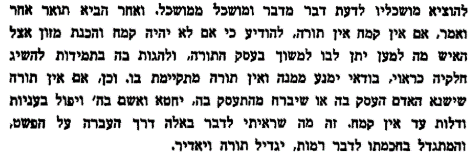 להוציא מושכליו לדעת דבר מדבר ומושכל ממושכל. ואחר הביא תואר אחר
ואמר, אם אין קמח אין תורה, להודיע כי אם לא יהיה קמח והכנת מזון אצל
האיש מה למען יתן לבו למשוך בעסק התורה, ולהגות בה בתמידות להשיג
חלקיה כראוי, בודאי ימנע ממנה ואין תורה מתקיימת בו. וכן, אם אין תורה
שישנא האדם העסק בה או שיברח מהתעסק בה, יחטא ואשם בה׳ ויפול בעניות
ודלות עד אין קמח. זה מה שראיתי לדבר באלה דרך העברה על הפשט,
והמתגדל בחכמתו לדבר רמות, יגדיל תורה ויאדיר.